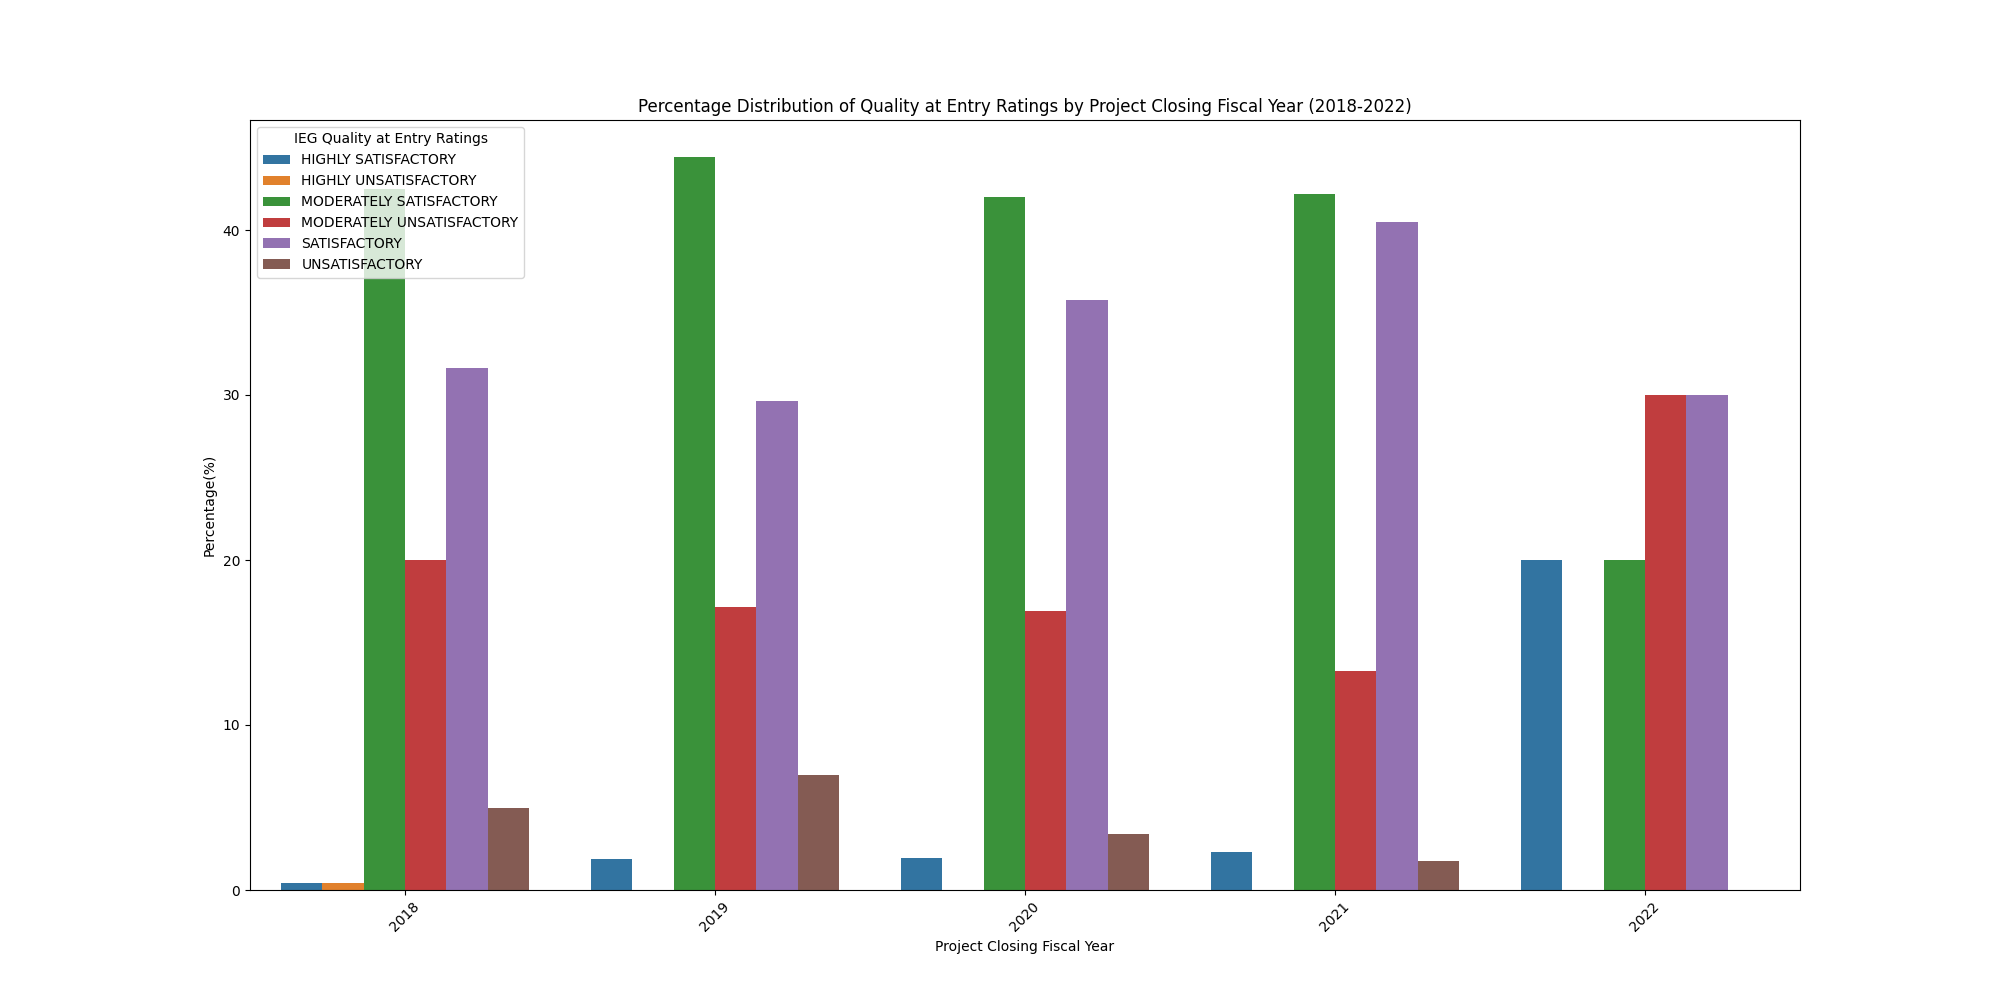 Percentage Distribution of Quality at Entry Ratings by Project Closing Fiscal Year (2018-2022)
IEG Quality at Entry Ratings
HIGHLY SATISFACTORY
HIGHLY UNSATISFACTORY
MODERATELY SATISFACTORY
MODERATELY UNSATISFACTORY
SATISFACTORY
UNSATISFACTORY
Percentage(%)
40
30
20
10
0
2018 2019 2020 2021 2022
Project Closing Fiscal Year